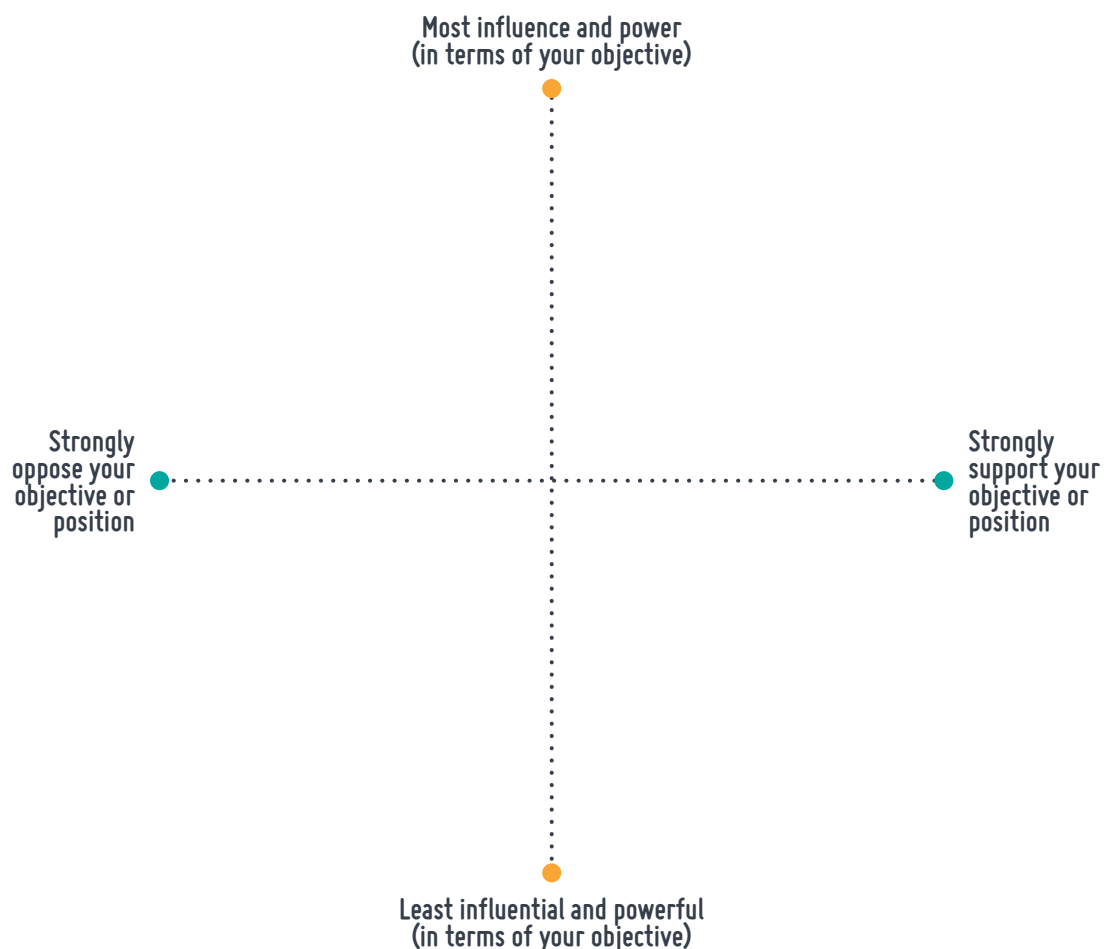 Most influence and power
(in terms of your objective)
Strongly
oppose your
objective or
position
Strongly
support your
objective or
position
Least influential and powerful
(in terms of your objective)